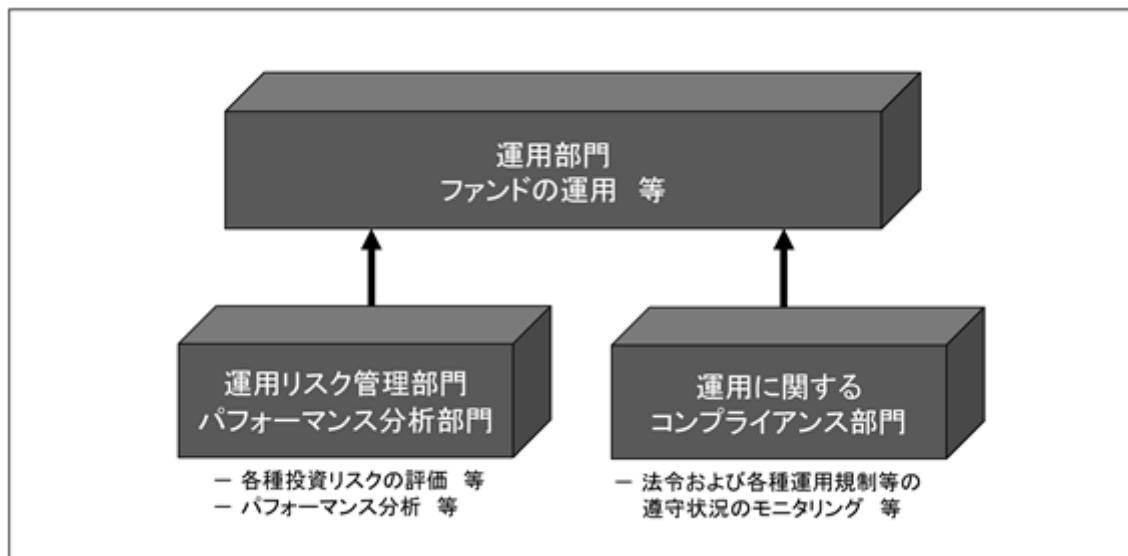 運用部門
ファンドの運用 等
運用リスク管理部門
パフォーマンス分析部門
－ 各種投資リスクの評価 等
－ パフォーマンス分析 等
運用に関する
コンプライアンス部門
－ 法令および各種運用規制等の
遵守状況のモニタリング 等